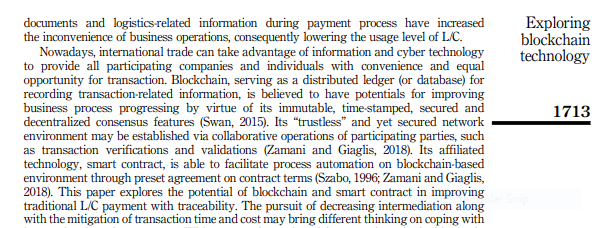 documents and logistics-related information during payment process have increased
the inconvenience of business operations, consequently lowering the usage level of L/C.
Nowadays, international trade can take advantage of information and cyber technology
to provide all participating companies and individuals with convenience and equal
opportunity for transaction. Blockchain, serving as a distributed ledger (or database) for
recording transaction-related information, is believed to have potentials for improving
business process progressing by virtue of its immutable, time-stamped, secured and
decentralized consensus features (Swan, 2015). Its “trustless” and yet secured network
environment may be established via collaborative operations of participating parties, such
as transaction verifications and validations (Zamani and Giaglis, 2018). Its affiliated
technology, smart contract, is able to facilitate process automation on blockchain-based
environment through preset agreement on contract terms (Szabo, 1996; Zamani and Giaglis,
2018). This paper explores the potential of blockchain and smart contract in improving
traditional L/C payment with traceability. The pursuit of decreasing intermediation along
with the mitigation of transaction time and cost may bring different thinking on coping with
Exploring
blockchain
technology
1713